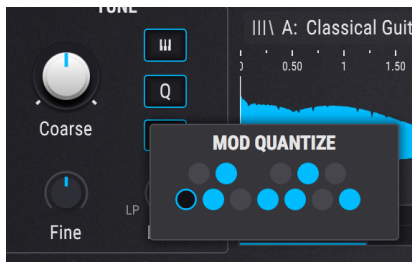 TUNE
III\ A: Classical Guit
0 0.50 1 1.50
Q
Coarse
MOD QUANTIZE
LP
Fine